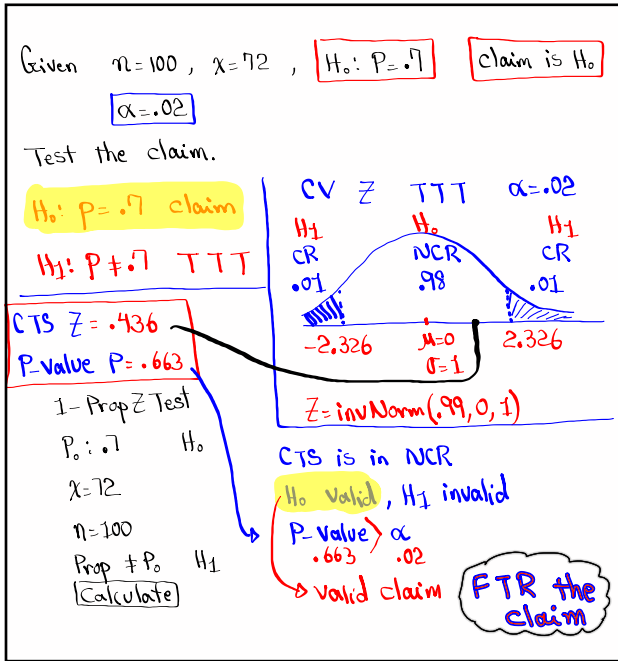 Given n=100 , x=72 , H₀: P=.7 claim is H₀
α=.02
Test the claim.
H₀: P=.7 claim
H1: P≠.7 TTT
CTS Z=.436
P-value P=.663
1-PropZTest
P₀: .7 H₀
x=72
n=100
Prop ≠P₀ H1
Calculate
CV Z TTT α=.02
H1 H₀ H1
CR NCR CR
.01 .98 .01
-2.326 μ=0 2.326
σ=1
Z=invNorm(.99,0,1)
CTS is in NCR
H₀ valid, H1 invalid
P-value > α
.663 .02
valid claim
FTR the
claim